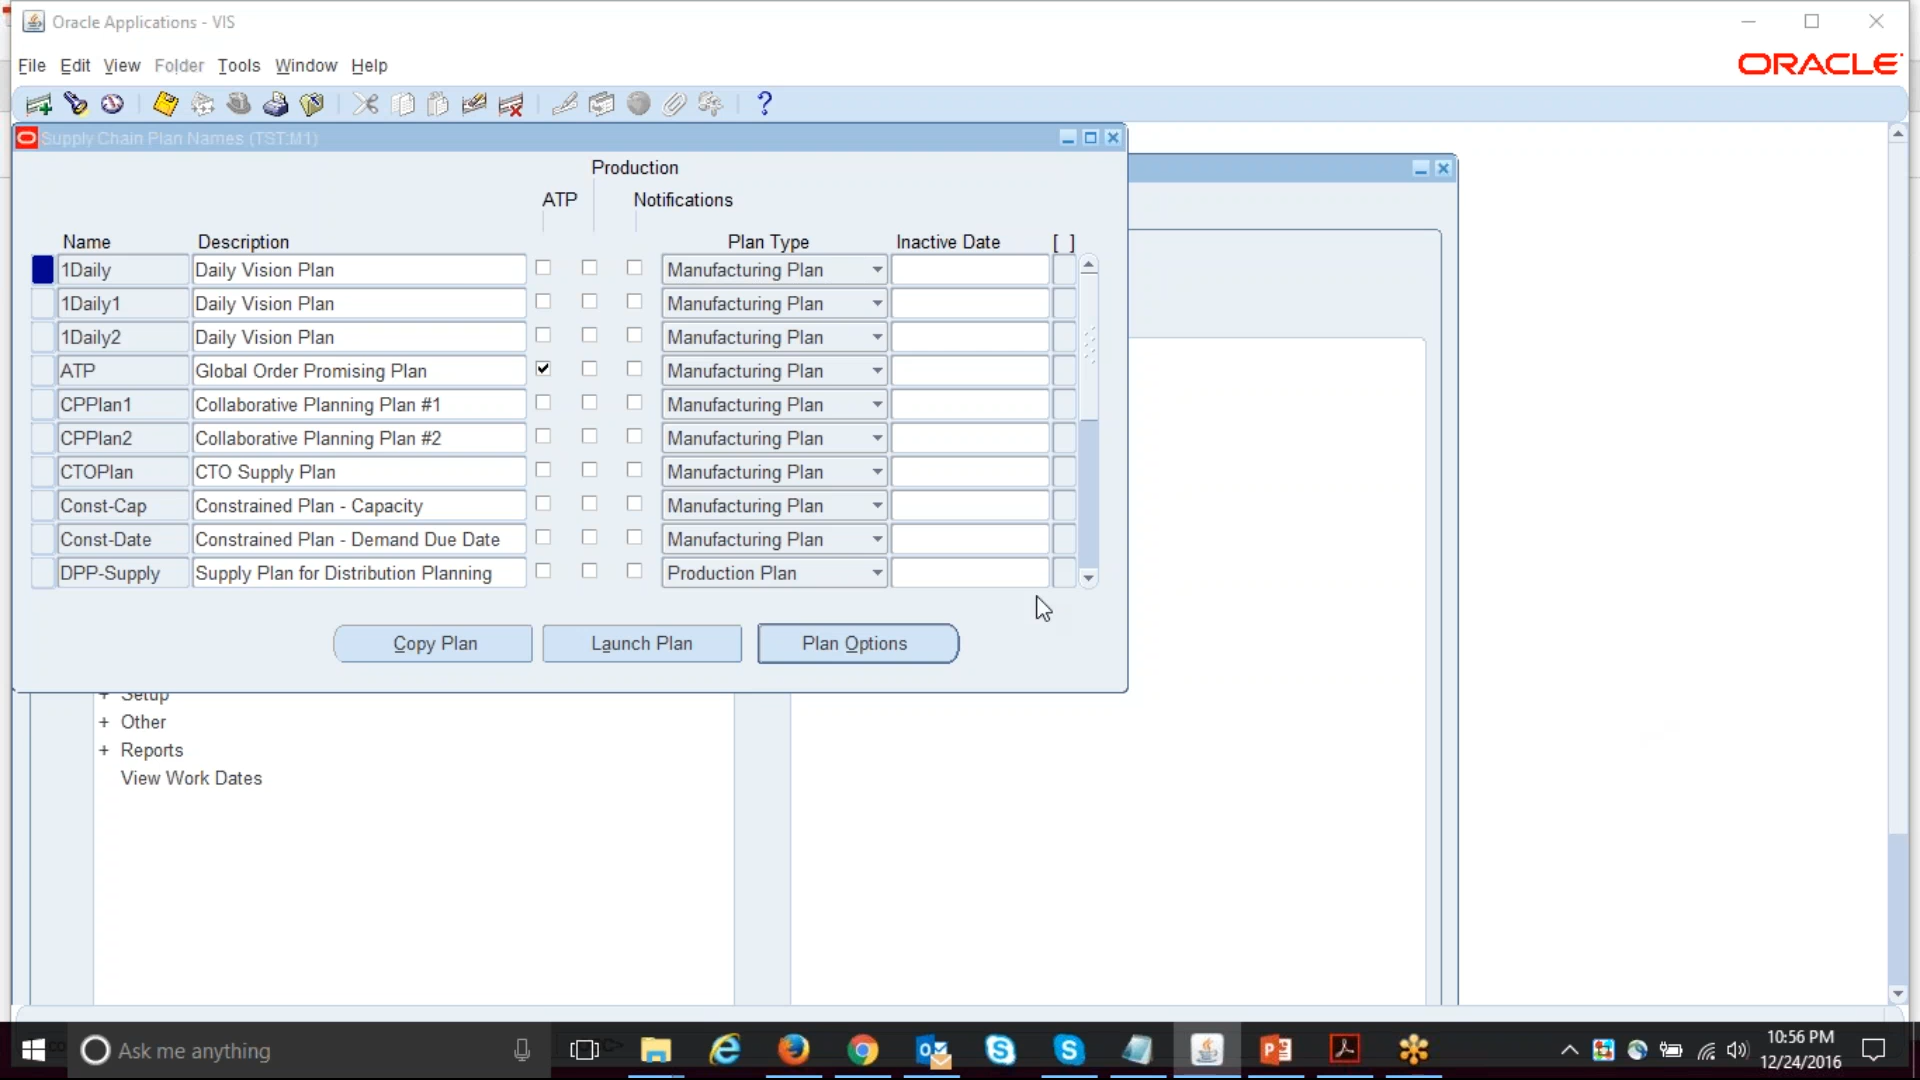 Oracle Applications - VIS
File Edit View Folder Tools Window Help
ORACLE
Supply Chain Plan Names (TST:M1)
Production
ATP Notifications
Name Description Plan Type Inactive Date [ ]
1Daily Daily Vision Plan Manufacturing Plan
1Daily1 Daily Vision Plan Manufacturing Plan
1Daily2 Daily Vision Plan Manufacturing Plan
ATP Global Order Promising Plan Manufacturing Plan
CPPlan1 Collaborative Planning Plan #1 Manufacturing Plan
CPPlan2 Collaborative Planning Plan #2 Manufacturing Plan
CTOPlan CTO Supply Plan Manufacturing Plan
Const-Cap Constrained Plan - Capacity Manufacturing Plan
Const-Date Constrained Plan - Demand Due Date Manufacturing Plan
DPP-Supply Supply Plan for Distribution Planning Production Plan
Copy Plan Launch Plan Plan Options
+ Setup
+ Other
+ Reports
View Work Dates
Ask me anything
10:56 PM
12/24/2016